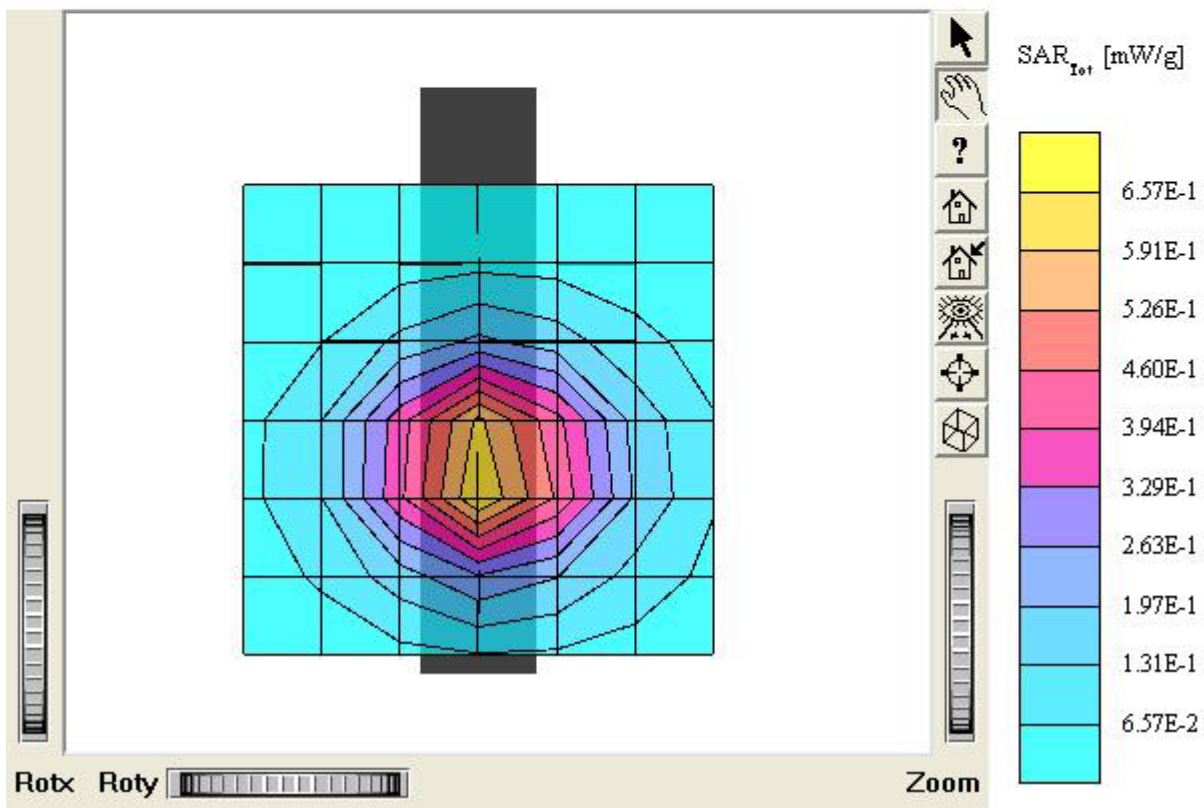 SAR_Tot [mW/g]
?
6.57E-1
5.91E-1
5.26E-1
4.60E-1
3.94E-1
3.29E-1
2.63E-1
1.97E-1
1.31E-1
6.57E-2
Rotx Roty Zoom